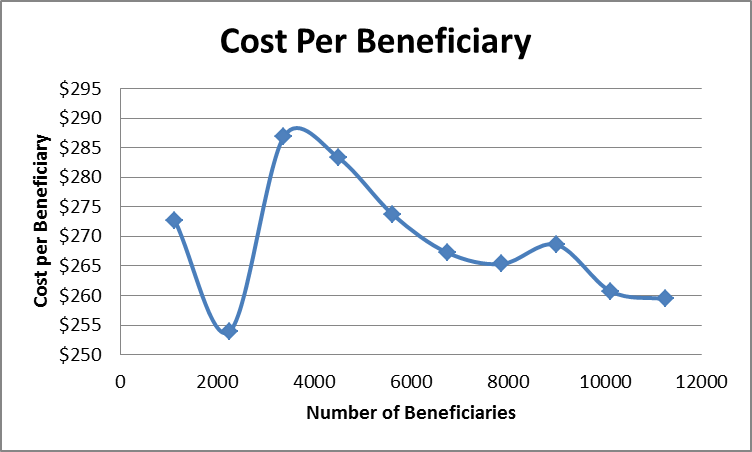 Cost Per Beneficiary
$295
$290
$285
$280
$275
$270
$265
$260
$255
$250
Cost per Beneficiary
0 2000 4000 6000 8000 10000 12000
Number of Beneficiaries